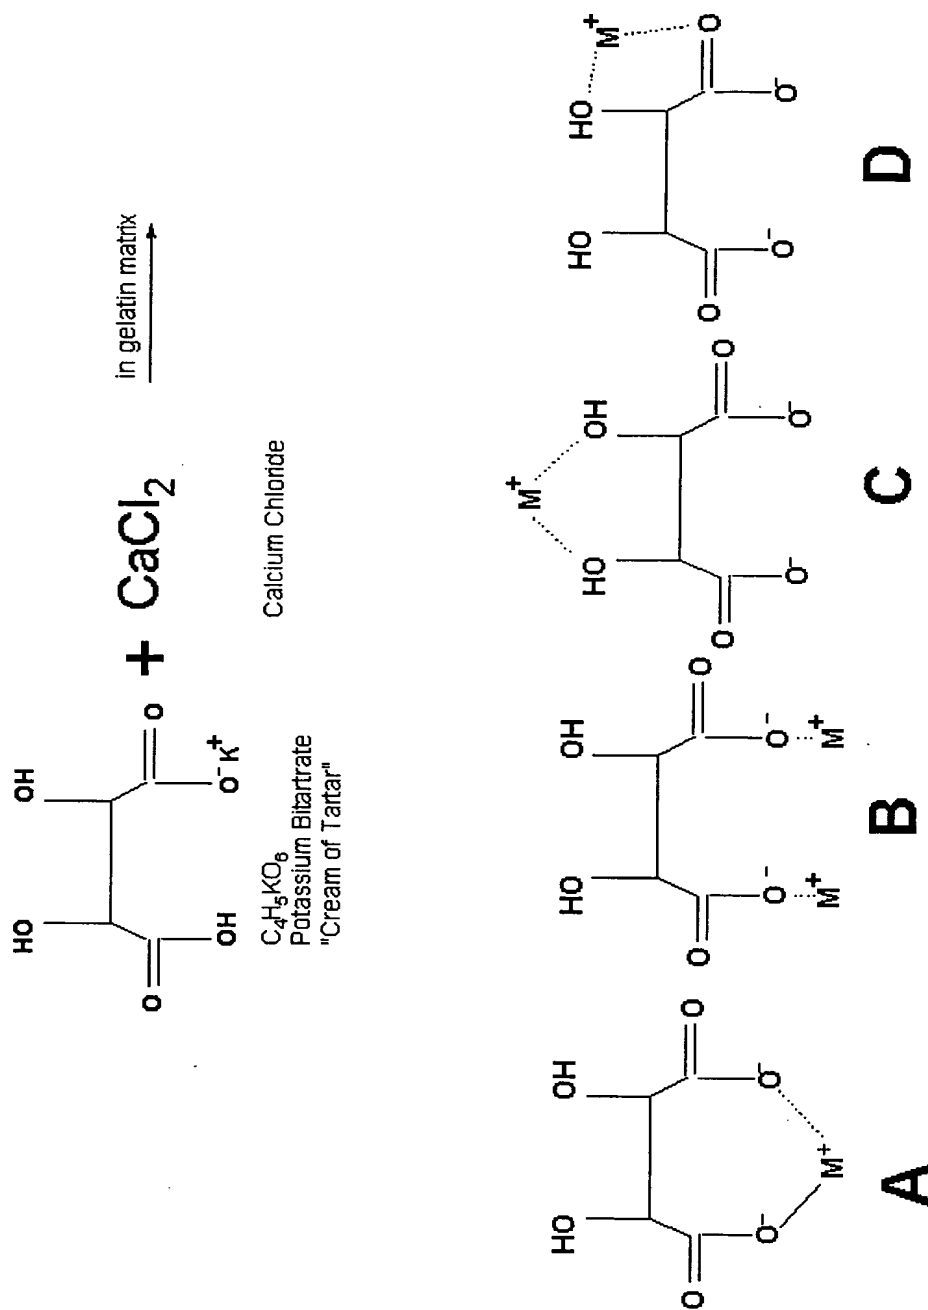 HO OH
O O
OH O⁻K⁺
+ CaCl₂
in gelatin matrix
C₄H₅KO₆
Potassium Bitartrate
"Cream of Tartar"
Calcium Chloride
HO OH
O O
O⁻ O⁻
M⁺
A
HO OH
O O
O⁻ O⁻
M⁺ M⁺
B
M⁺
HO OH
O O
O⁻ O⁻
C
M⁺
HO HO O
O
O⁻ O⁻
D